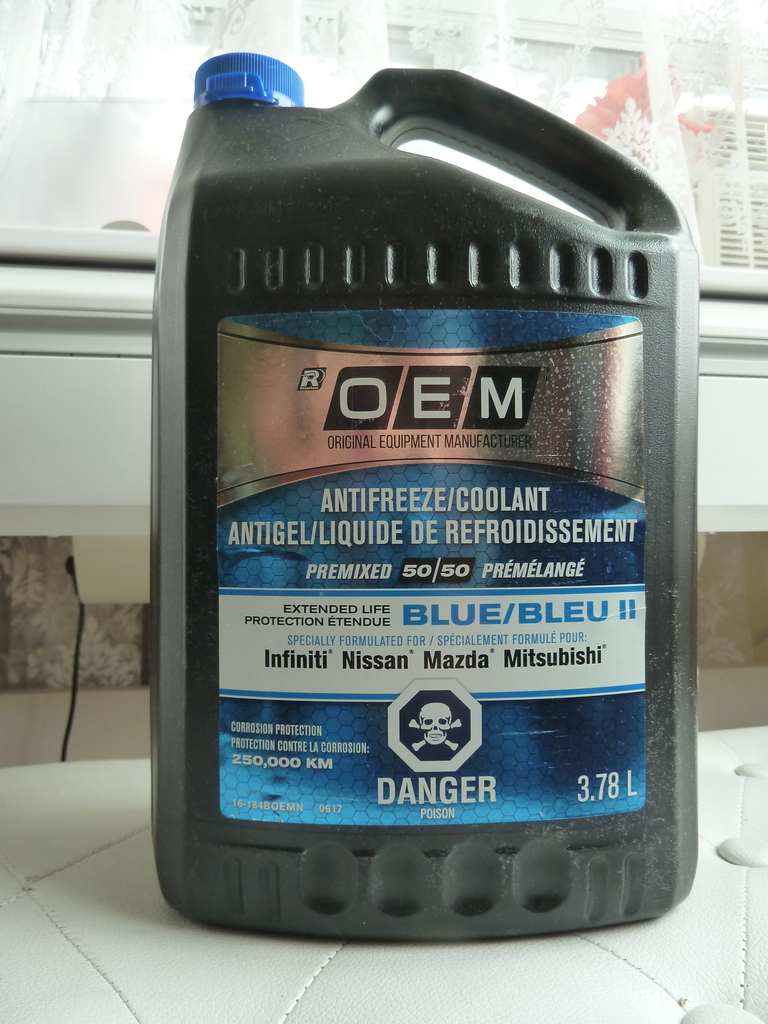 R OEM
ORIGINAL EQUIPMENT MANUFACTURER
ANTIFREEZE/COOLANT
ANTIGEL/LIQUIDE DE REFROIDISSEMENT
PREMIXED 50/50 PRÉMÉLANGÉ
EXTENDED LIFE
PROTECTION ÉTENDUE
BLUE/BLEU II
SPECIALLY FORMULATED FOR / SPÉCIALEMENT FORMULÉ POUR:
Infiniti® Nissan® Mazda® Mitsubishi®
CORROSION PROTECTION
PROTECTION CONTRE LA CORROSION:
250,000 KM
DANGER
POISON
3.78 L
16-184BOEMN 0617